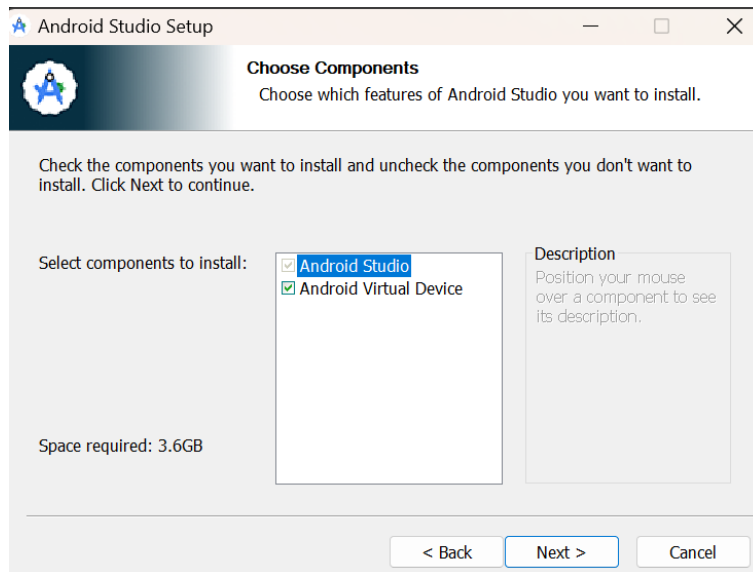 Android Studio Setup
Choose Components
Choose which features of Android Studio you want to install.
Check the components you want to install and uncheck the components you don't want to
install. Click Next to continue.
Select components to install:
Android Studio
Android Virtual Device
Description
Position your mouse
over a component to see
its description.
Space required: 3.6GB
< Back
Next >
Cancel